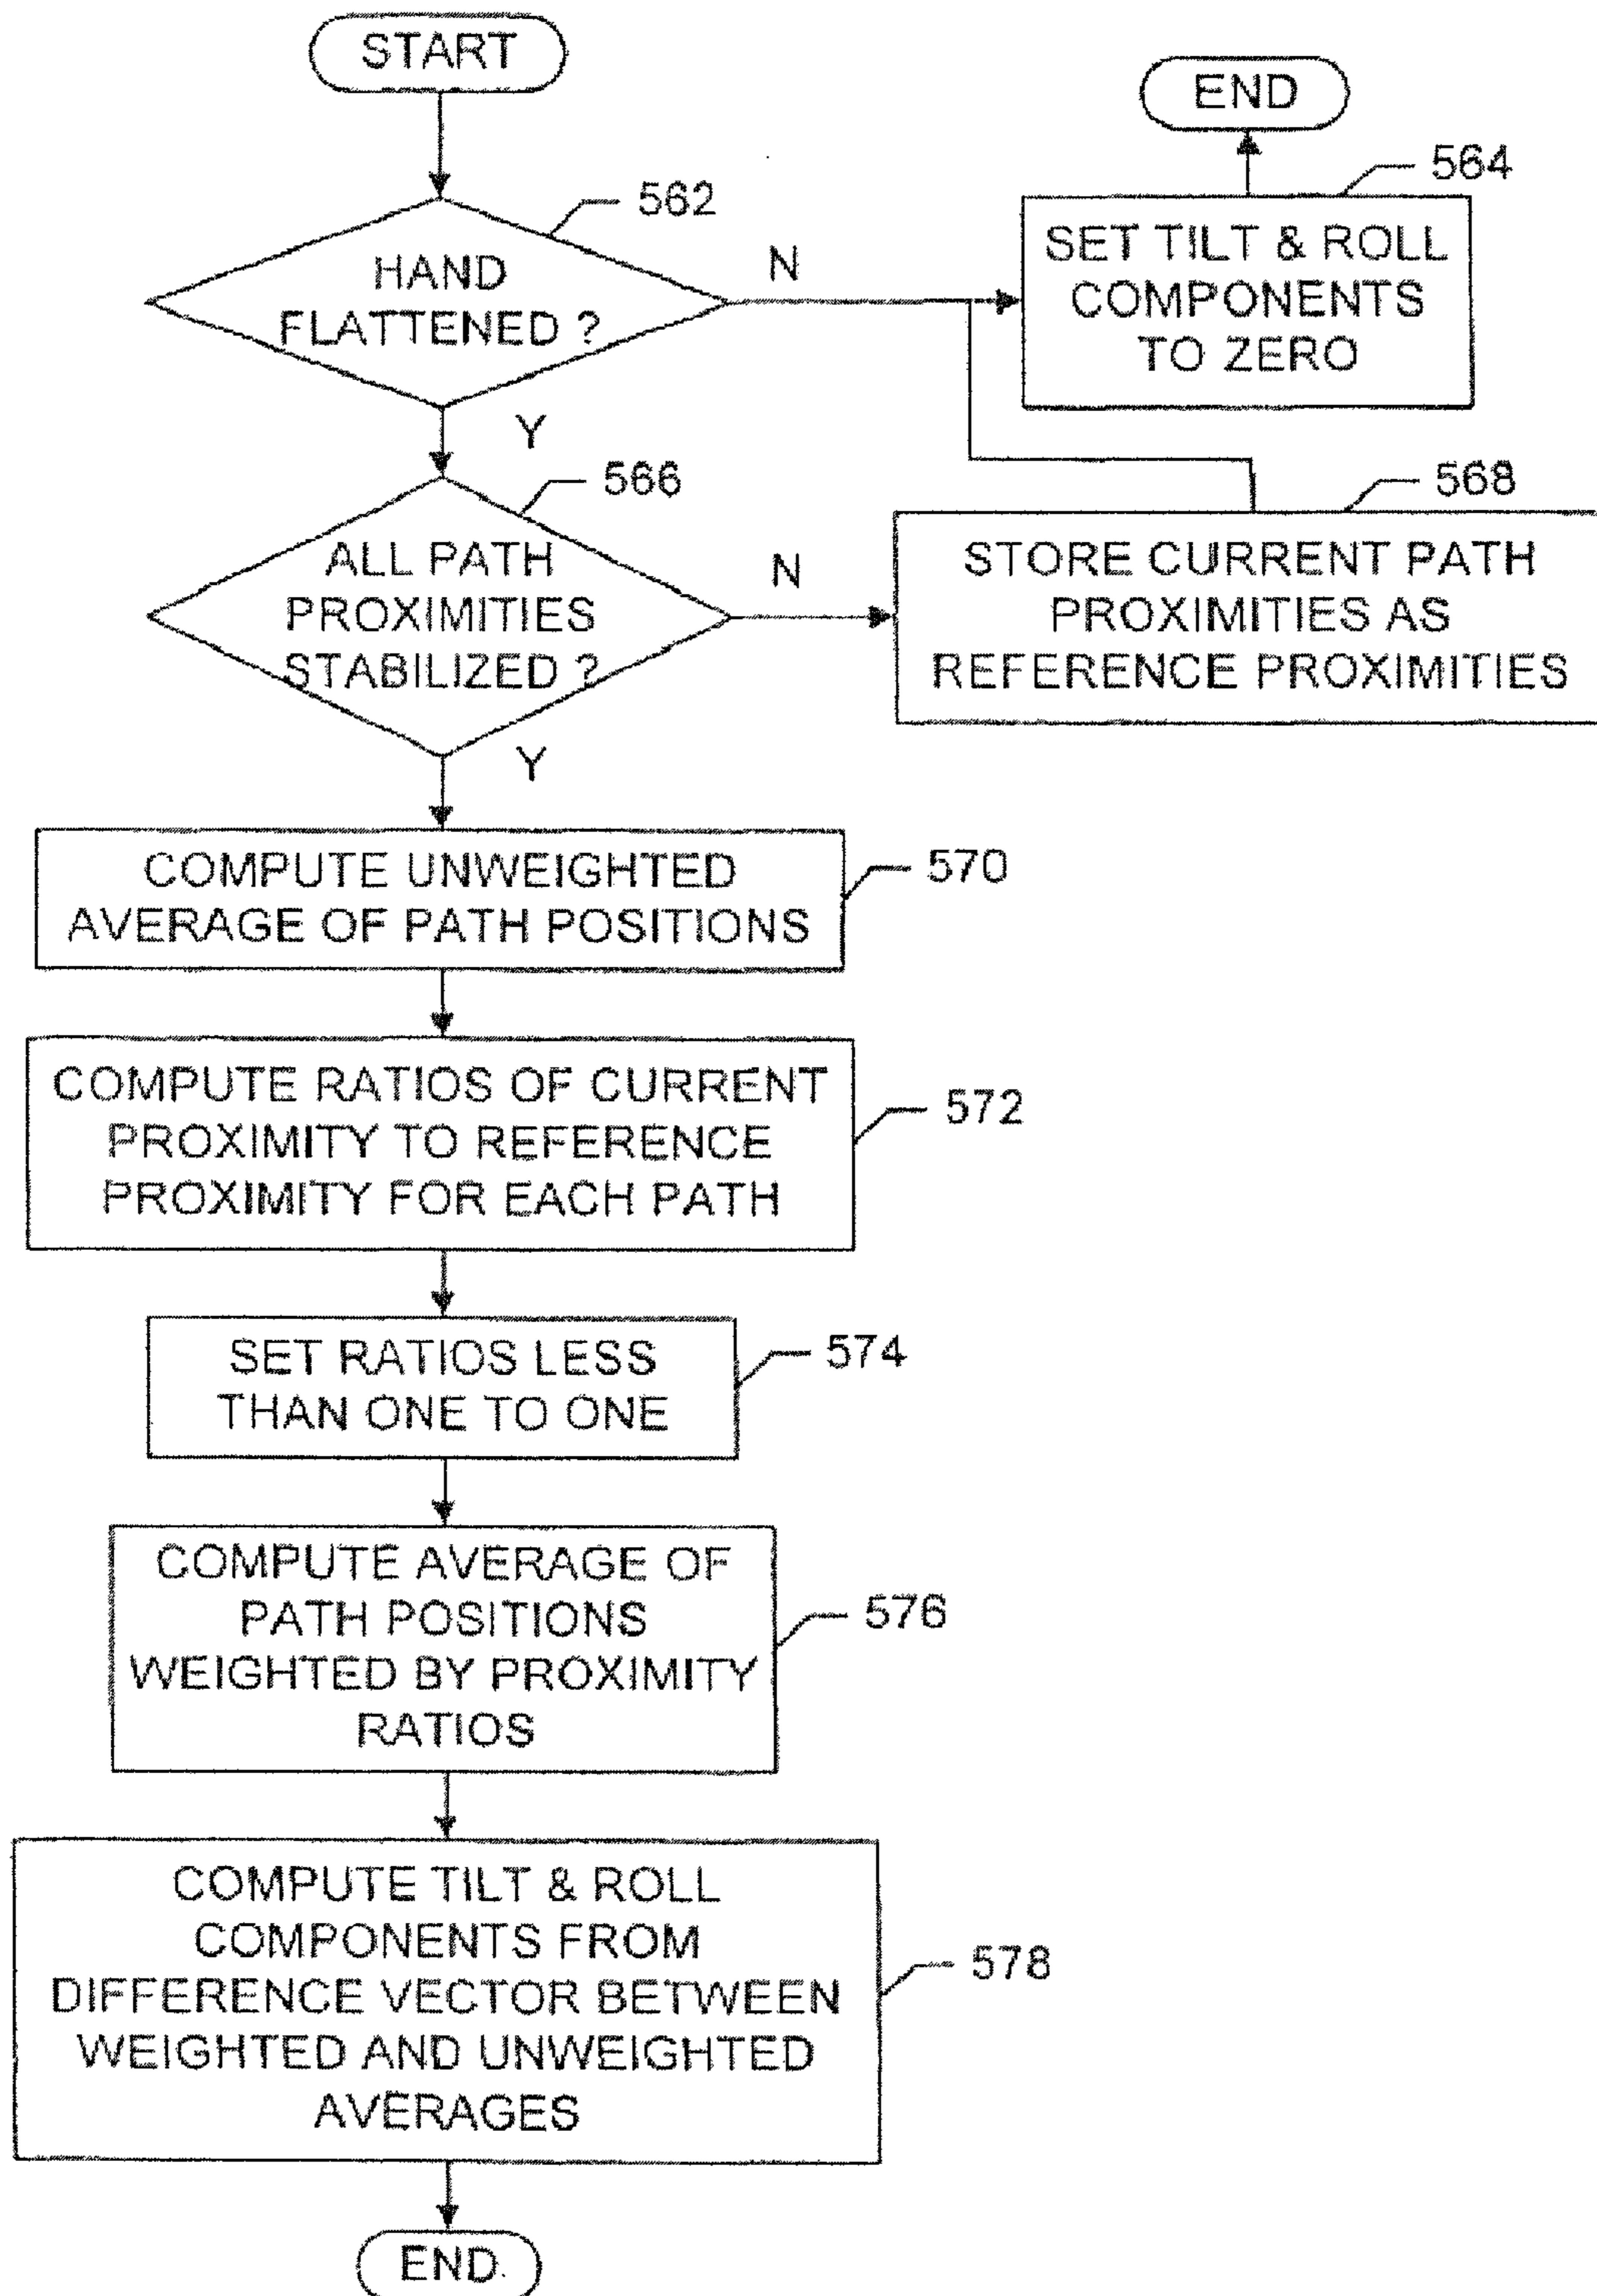 START
END
562
564
HAND
FLATTENED ?
N
SET TILT & ROLL
COMPONENTS
TO ZERO
Y
566
568
ALL PATH
PROXIMITIES
STABILIZED ?
N
STORE CURRENT PATH
PROXIMITIES AS
REFERENCE PROXIMITIES
Y
COMPUTE UNWEIGHTED
AVERAGE OF PATH POSITIONS
570
COMPUTE RATIOS OF CURRENT
PROXIMITY TO REFERENCE
PROXIMITY FOR EACH PATH
572
SET RATIOS LESS
THAN ONE TO ONE
574
COMPUTE AVERAGE OF
PATH POSITIONS
WEIGHTED BY PROXIMITY
RATIOS
576
COMPUTE TILT & ROLL
COMPONENTS FROM
DIFFERENCE VECTOR BETWEEN
WEIGHTED AND UNWEIGHTED
AVERAGES
578
END